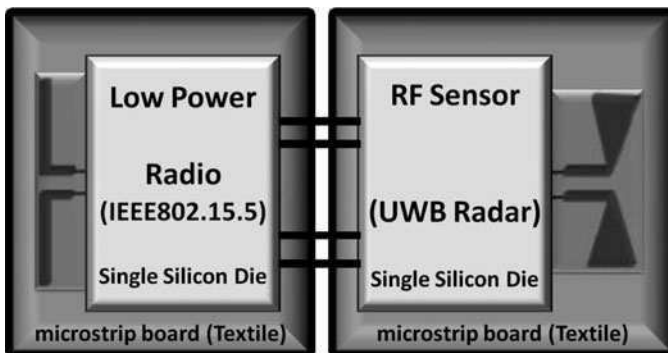 Low Power
Radio
(IEEE802.15.5)
Single Silicon Die
microstrip board (Textile)
RF Sensor
(UWB Radar)
Single Silicon Die
microstrip board (Textile)